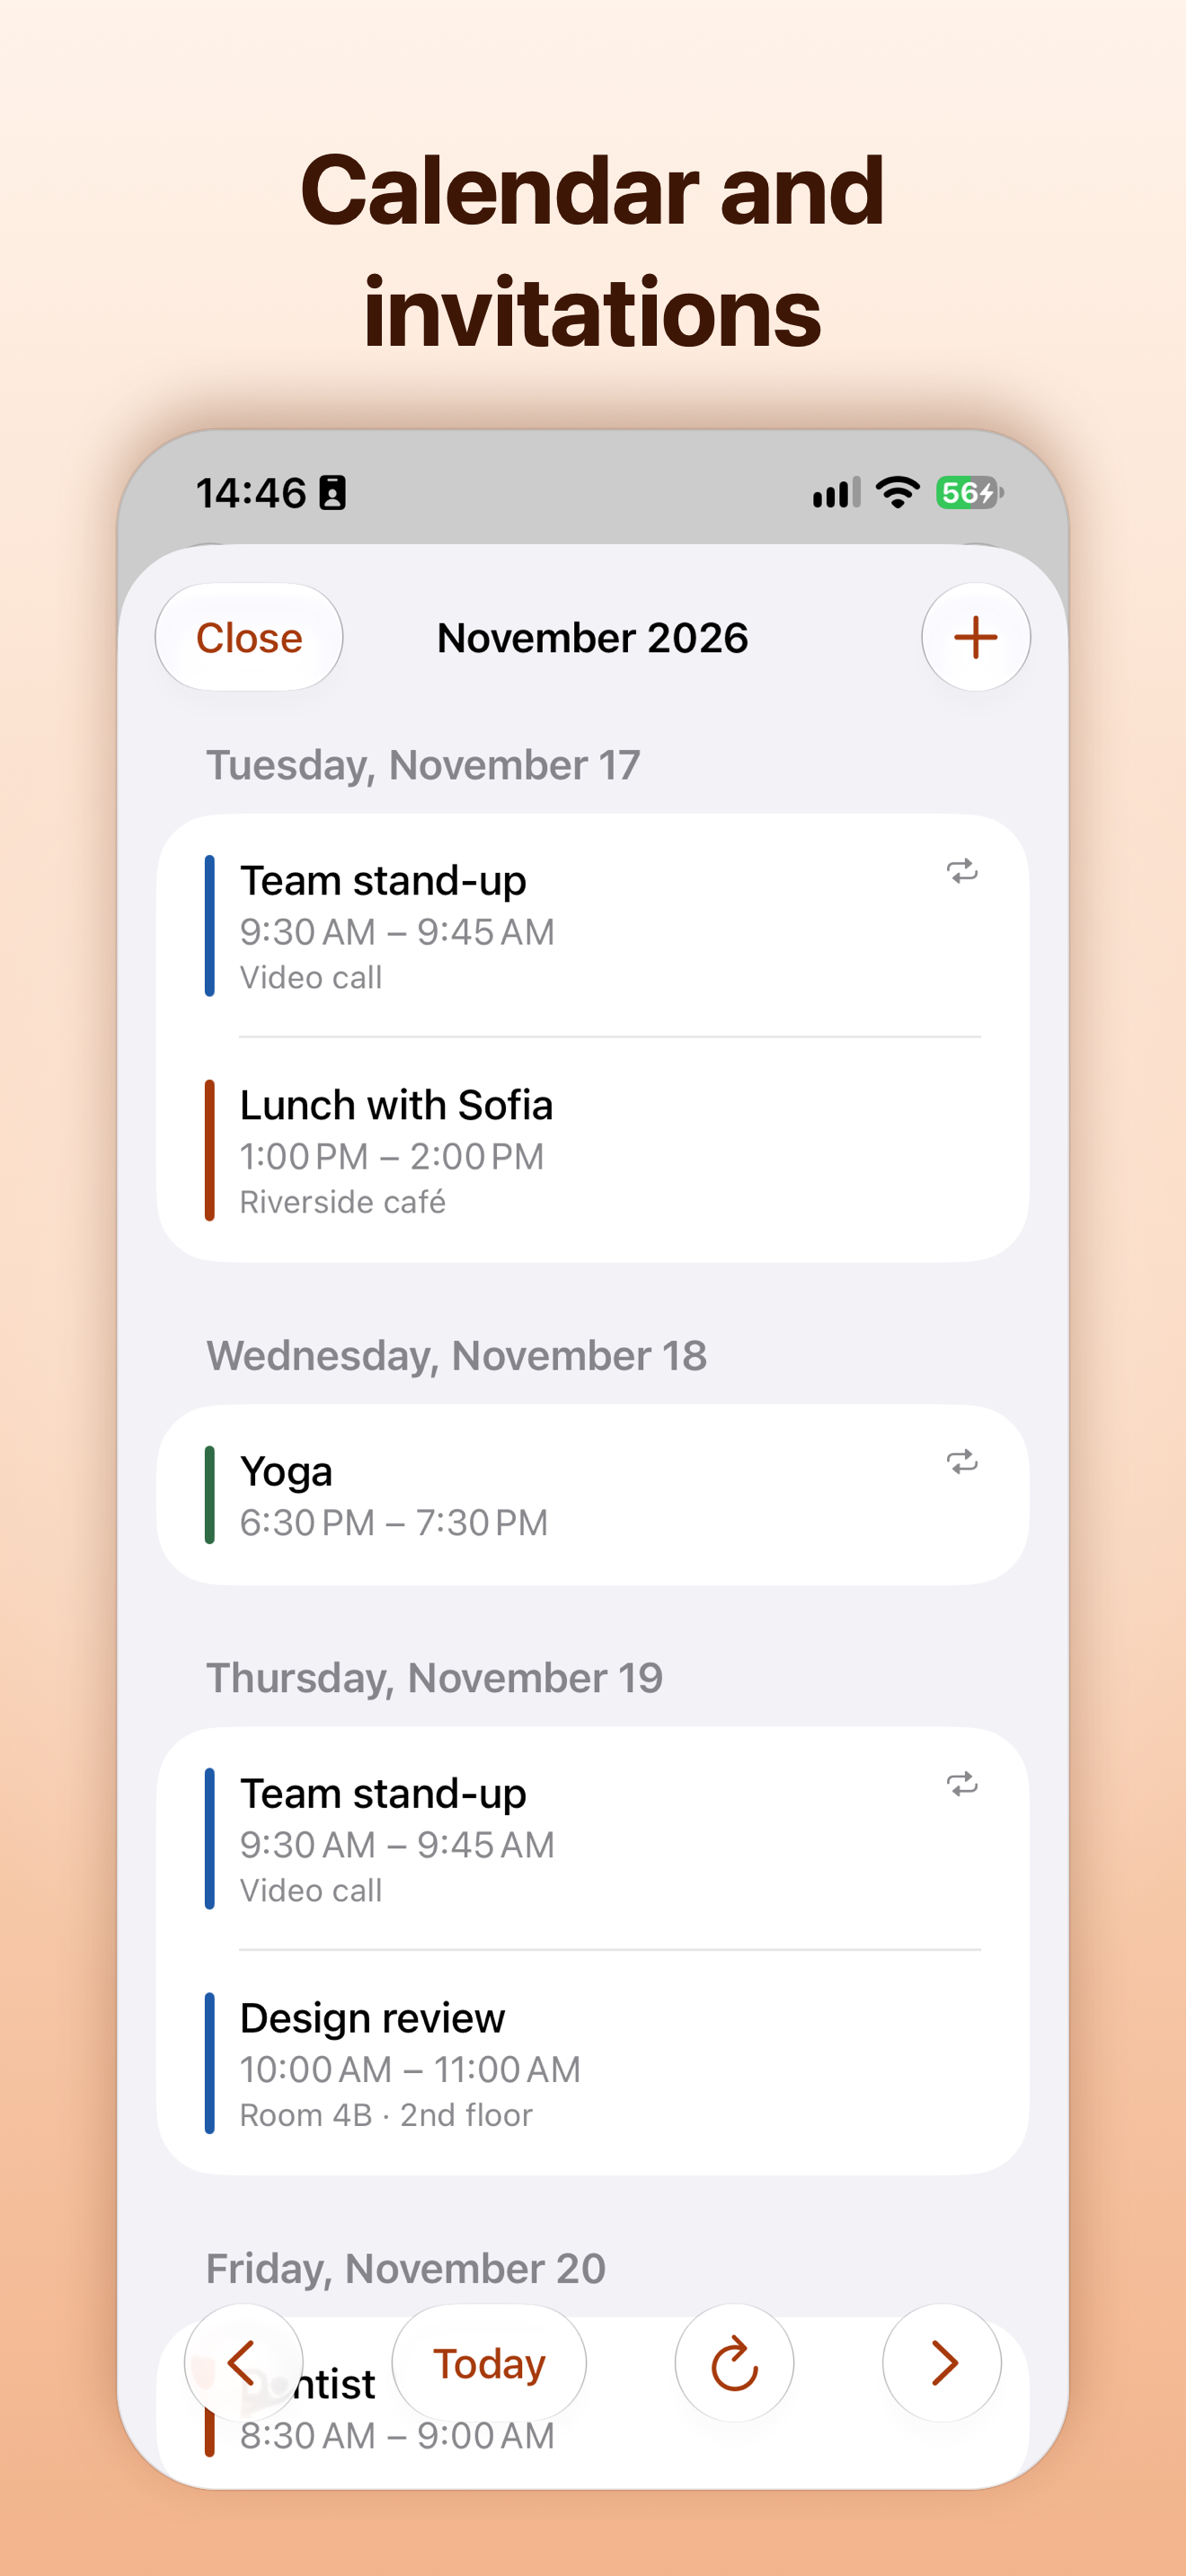 Calendar and
invitations
14:46
56
Close
November 2026
Tuesday, November 17
Team stand-up
9:30 AM – 9:45 AM
Video call
Lunch with Sofia
1:00 PM – 2:00 PM
Riverside café
Wednesday, November 18
Yoga
6:30 PM – 7:30 PM
Thursday, November 19
Team stand-up
9:30 AM – 9:45 AM
Video call
Design review
10:00 AM – 11:00 AM
Room 4B · 2nd floor
Friday, November 20
Today
8:30 AM – 9:00 AM